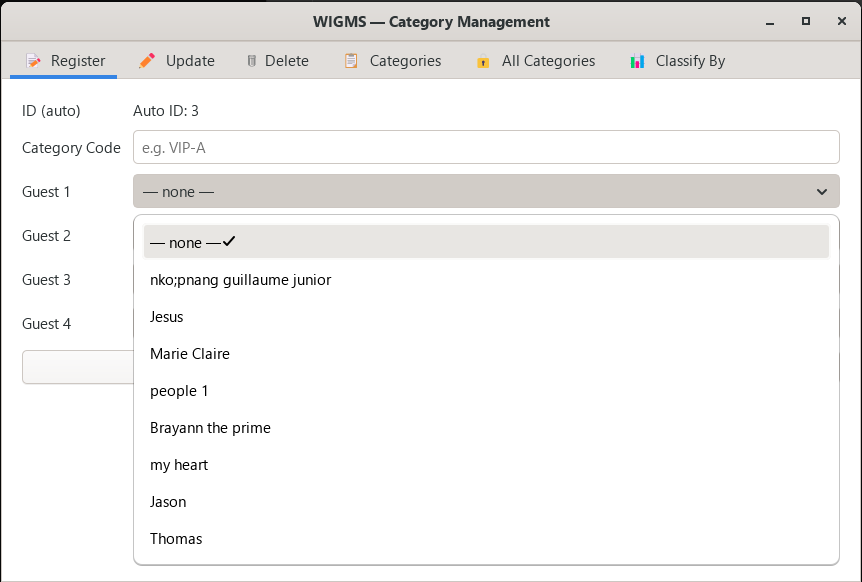 WIGMS — Category Management
Register Update Delete Categories All Categories Classify By
ID (auto) Auto ID: 3
Category Code e.g. VIP-A
Guest 1 — none —
Guest 2
Guest 3
Guest 4
— none —
nko;pnang guillaume junior
Jesus
Marie Claire
people 1
Brayann the prime
my heart
Jason
Thomas